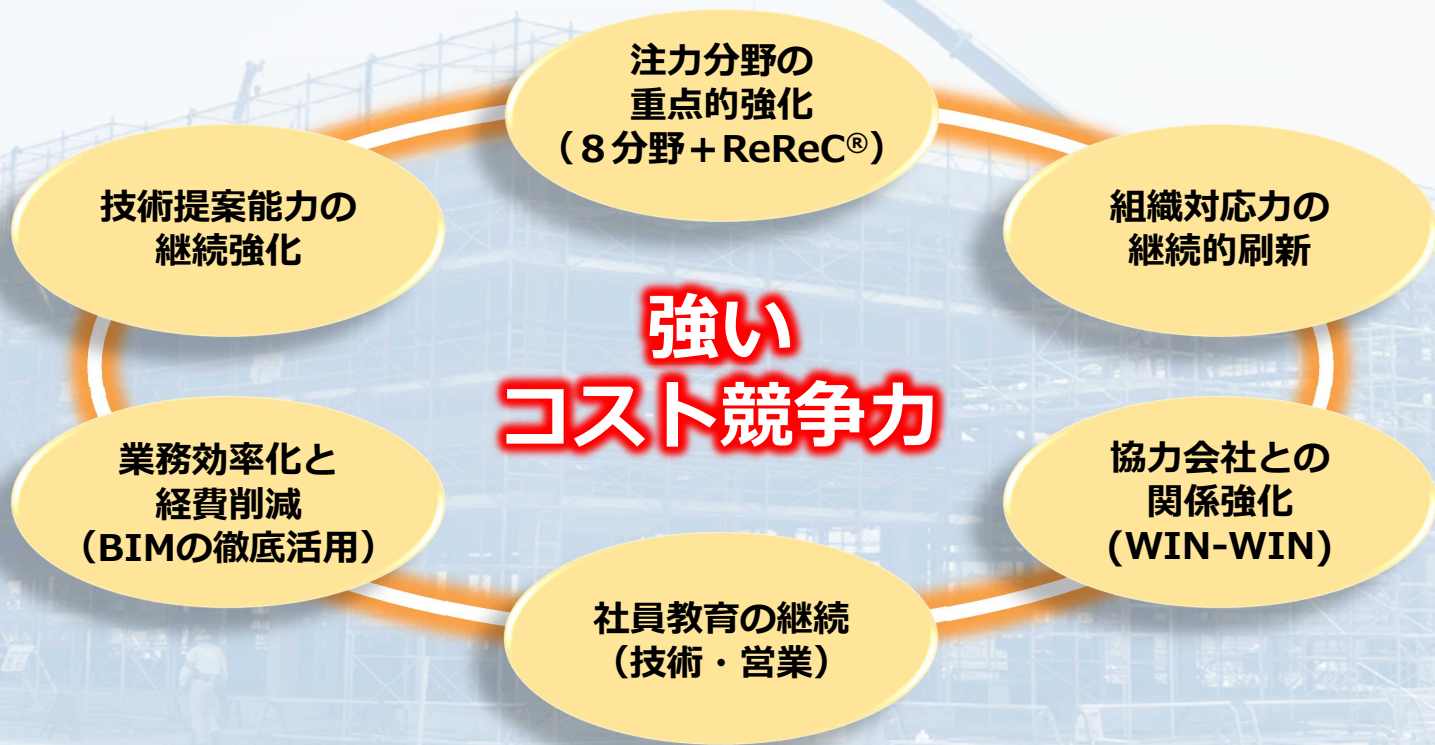 注力分野の
重点的強化
（８分野＋ReReC®）
技術提案能力の
継続強化
組織対応力の
継続的刷新
強い
コスト競争力
業務効率化と
経費削減
（BIMの徹底活用）
協力会社との
関係強化
(WIN-WIN)
社員教育の継続
（技術・営業）